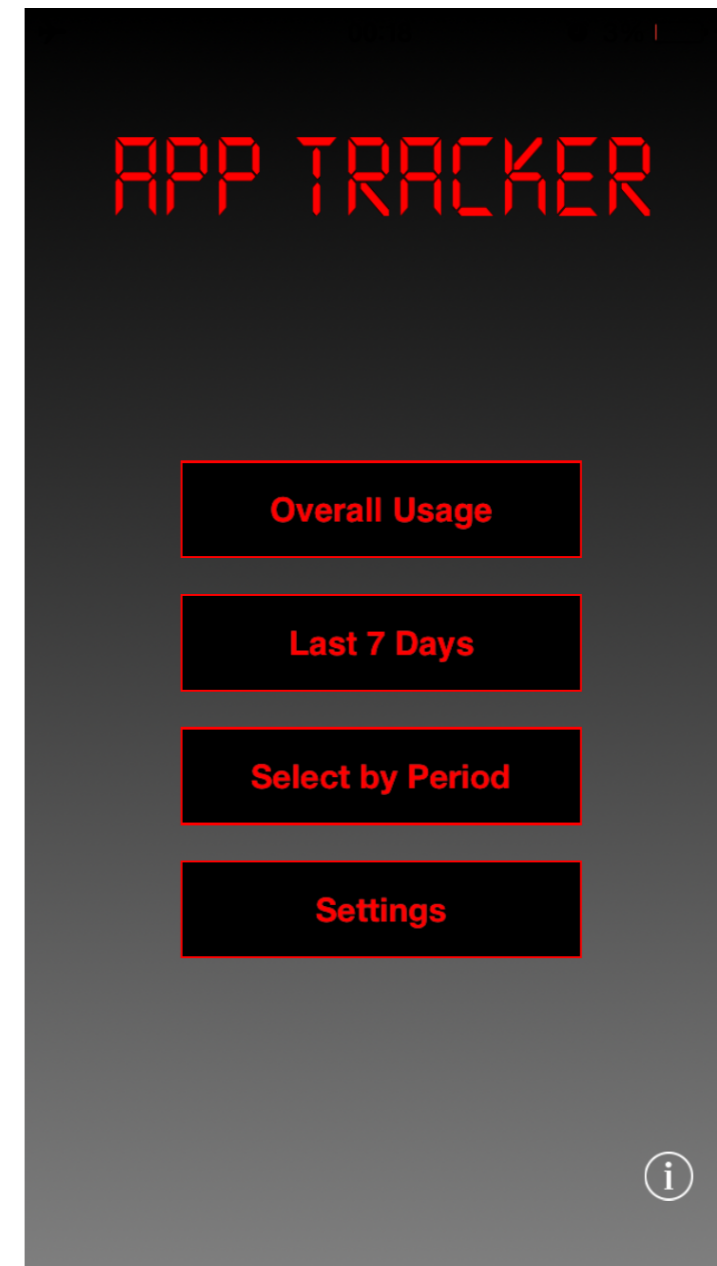 APP TRACKER
Overall Usage
Last 7 Days
Select by Period
Settings
i